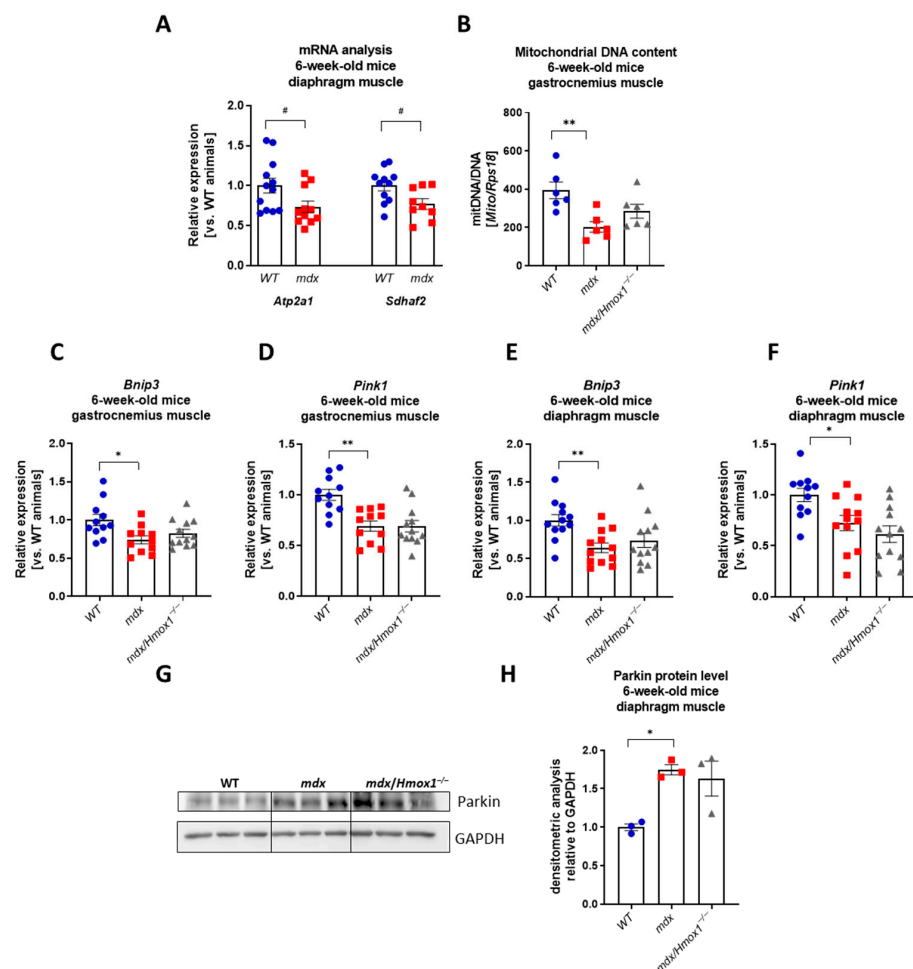 A
mRNA analysis
6-week-old mice
diaphragm muscle
Relative expression
[vs. WT animals]
2.0
1.5
1.0
0.5
0.0
#
#
WT
mdx
WT
mdx
Atp2a1
Sdhaf2
B
Mitochondrial DNA content
6-week-old mice
gastrocnemius muscle
mitDNA/DNA
[Mito/Rps18]
800
600
400
200
0
**
WT
mdx
mdx/Hmox1⁻/⁻
C
Bnip3
6-week-old mice
gastrocnemius muscle
Relative expression
[vs. WT animals]
2.0
1.5
1.0
0.5
0.0
*
WT
mdx
mdx/Hmox1⁻/⁻
D
Pink1
6-week-old mice
gastrocnemius muscle
Relative expression
[vs. WT animals]
1.5
1.0
0.5
0.0
**
WT
mdx
mdx/Hmox1⁻/⁻
E
Bnip3
6-week-old mice
diaphragm muscle
Relative expression
[vs. WT animals]
2.0
1.5
1.0
0.5
0.0
**
WT
mdx
mdx/Hmox1⁻/⁻
F
Pink1
6-week-old mice
diaphragm muscle
Relative expression
[vs. WT animals]
1.5
1.0
0.5
0.0
*
WT
mdx
mdx/Hmox1⁻/⁻
G
WT
mdx
mdx/Hmox1⁻/⁻
Parkin
GAPDH
H
Parkin protein level
6-week-old mice
diaphragm muscle
densitometric analysis
relative to GAPDH
2.0
1.5
1.0
0.5
0.0
*
WT
mdx
mdx/Hmox1⁻/⁻